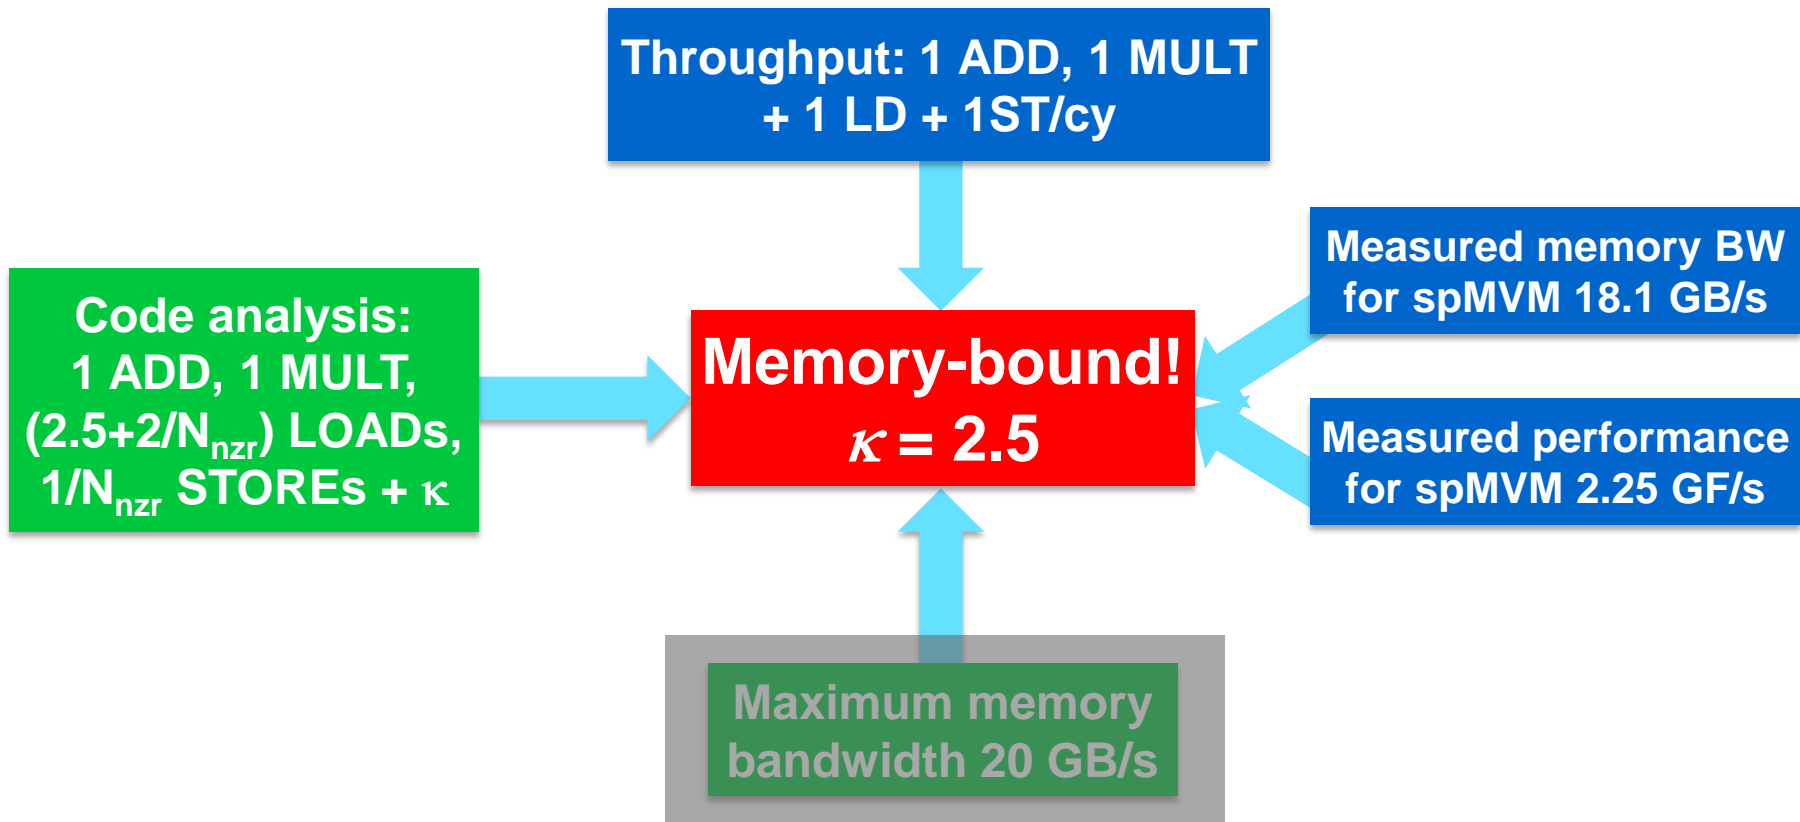 Throughput: 1 ADD, 1 MULT
+ 1 LD + 1ST/cy
Code analysis:
1 ADD, 1 MULT,
(2.5+2/Nnzr) LOADs,
1/Nnzr STOREs + κ
Memory-bound!
κ = 2.5
Measured memory BW
for spMVM 18.1 GB/s
Measured performance
for spMVM 2.25 GF/s
Maximum memory
bandwidth 20 GB/s